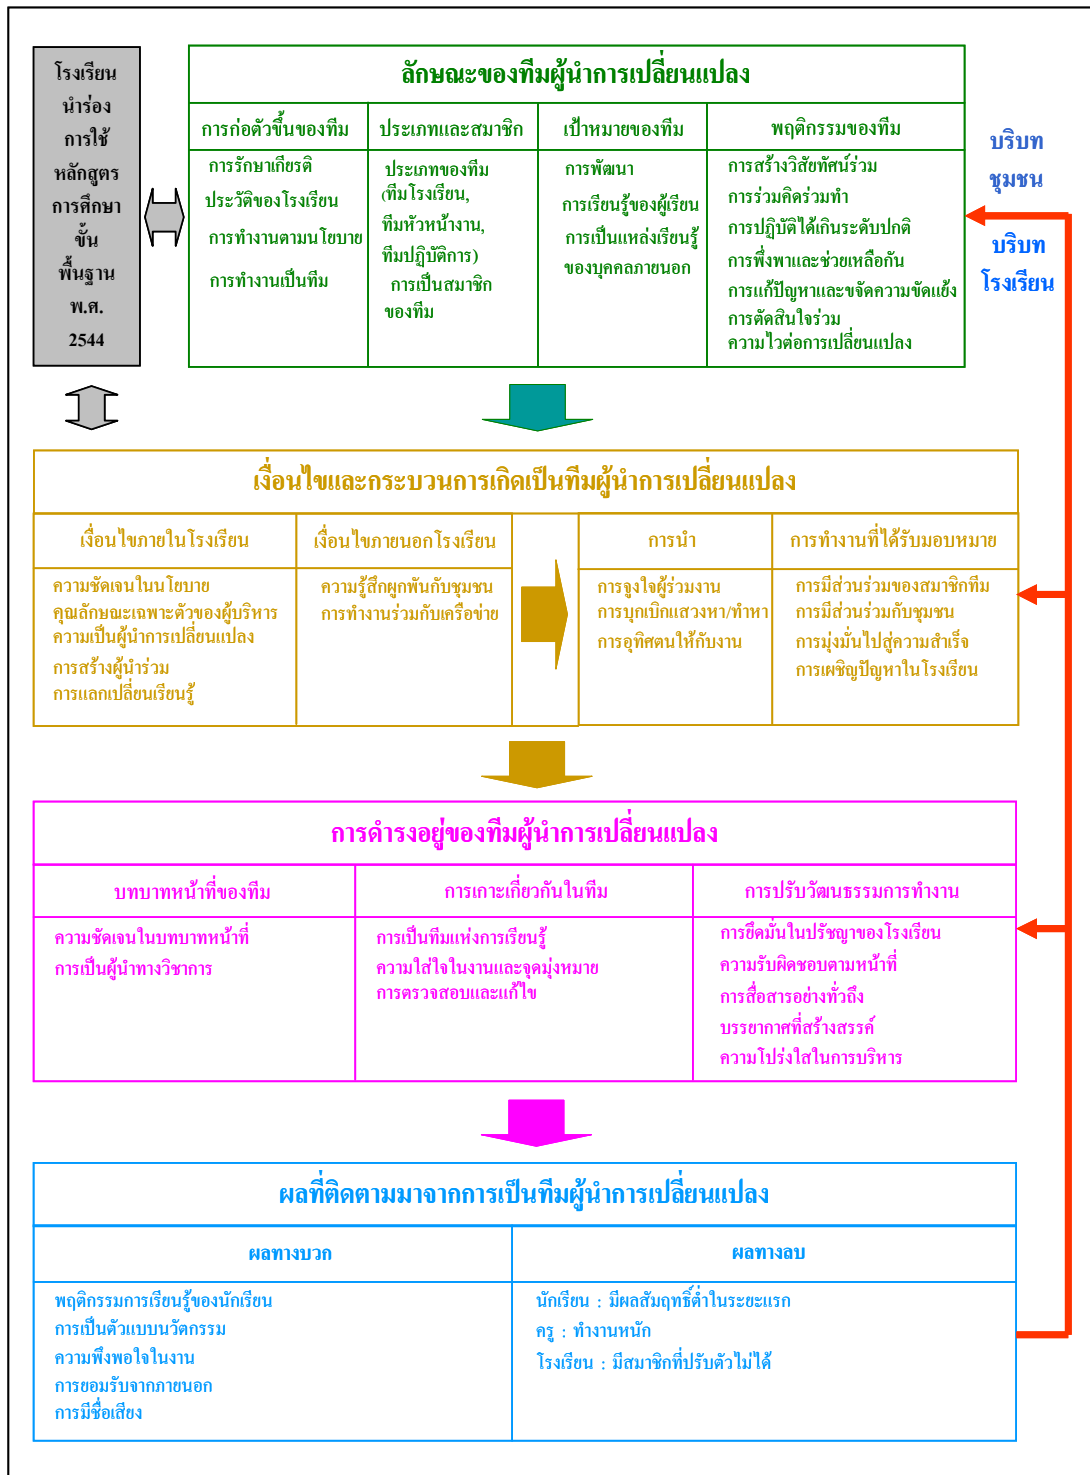 โรงเรียน
นำร่อง
การใช้
หลักสูตร
การศึกษา
ขั้น
พื้นฐาน
พ.ศ.
2544
ลักษณะของทีมผู้นำการเปลี่ยนแปลง
การก่อตัวขึ้นของทีม
การรักษาเกียรติ
ประวัติของโรงเรียน
การทำงานตามนโยบาย
การทำงานเป็นทีม
ประเภทและสมาชิก
ประเภทของทีม
(ทีมโรงเรียน,
ทีมหัวหน้างาน,
ทีมปฏิบัติการ)
การเป็นสมาชิก
ของทีม
เป้าหมายของทีม
การพัฒนา
การเรียนรู้ของผู้เรียน
การเป็นแหล่งเรียนรู้
ของบุคคลภายนอก
พฤติกรรมของทีม
การสร้างวิสัยทัศน์ร่วม
การร่วมคิดร่วมทำ
การปฏิบัติได้เกินระดับปกติ
การพึ่งพาและช่วยเหลือกัน
การแก้ปัญหาและขจัดความขัดแย้ง
การตัดสินใจร่วม
ความไวต่อการเปลี่ยนแปลง
บริบท
ชุมชน
บริบท
โรงเรียน
เงื่อนไขและกระบวนการเกิดเป็นทีมผู้นำการเปลี่ยนแปลง
เงื่อนไขภายในโรงเรียน
ความชัดเจนในนโยบาย
คุณลักษณะเฉพาะตัวของผู้บริหาร
ความเป็นผู้นำการเปลี่ยนแปลง
การสร้างผู้นำร่วม
การแลกเปลี่ยนเรียนรู้
เงื่อนไขภายนอกโรงเรียน
ความรู้สึกผูกพันกับชุมชน
การทำงานร่วมกับเครือข่าย
การนำ
การจูงใจผู้ร่วมงาน
การบุกเบิกแสวงหา/ทำหา
การอุทิศตนให้กับงาน
การทำงานที่ได้รับมอบหมาย
การมีส่วนร่วมของสมาชิกทีม
การมีส่วนร่วมกับชุมชน
การมุ่งมั่นไปสู่ความสำเร็จ
การเผชิญปัญหาในโรงเรียน
การดำรงอยู่ของทีมผู้นำการเปลี่ยนแปลง
บทบาทหน้าที่ของทีม
ความชัดเจนในบทบาทหน้าที่
การเป็นผู้นำทางวิชาการ
การเกาะเกี่ยวกันในทีม
การเป็นทีมแห่งการเรียนรู้
ความใส่ใจในงานและจุดมุ่งหมาย
การตรวจสอบและแก้ไข
การปรับวัฒนธรรมการทำงาน
การยึดมั่นในปรัชญาของโรงเรียน
ความรับผิดชอบตามหน้าที่
การสื่อสารอย่างทั่วถึง
บรรยากาศที่สร้างสรรค์
ความโปร่งใสในการบริหาร
ผลที่ติดตามมาจากการเป็นทีมผู้นำการเปลี่ยนแปลง
ผลทางบวก
พฤติกรรมการเรียนรู้ของนักเรียน
การเป็นตัวแบบนวัตกรรม
ความพึงพอใจในงาน
การยอมรับจากภายนอก
การมีชื่อเสียง
ผลทางลบ
นักเรียน : มีผลสัมฤทธิ์ต่ำในระยะแรก
ครู : ทำงานหนัก
โรงเรียน : มีสมาชิกที่ปรับตัวไม่ได้